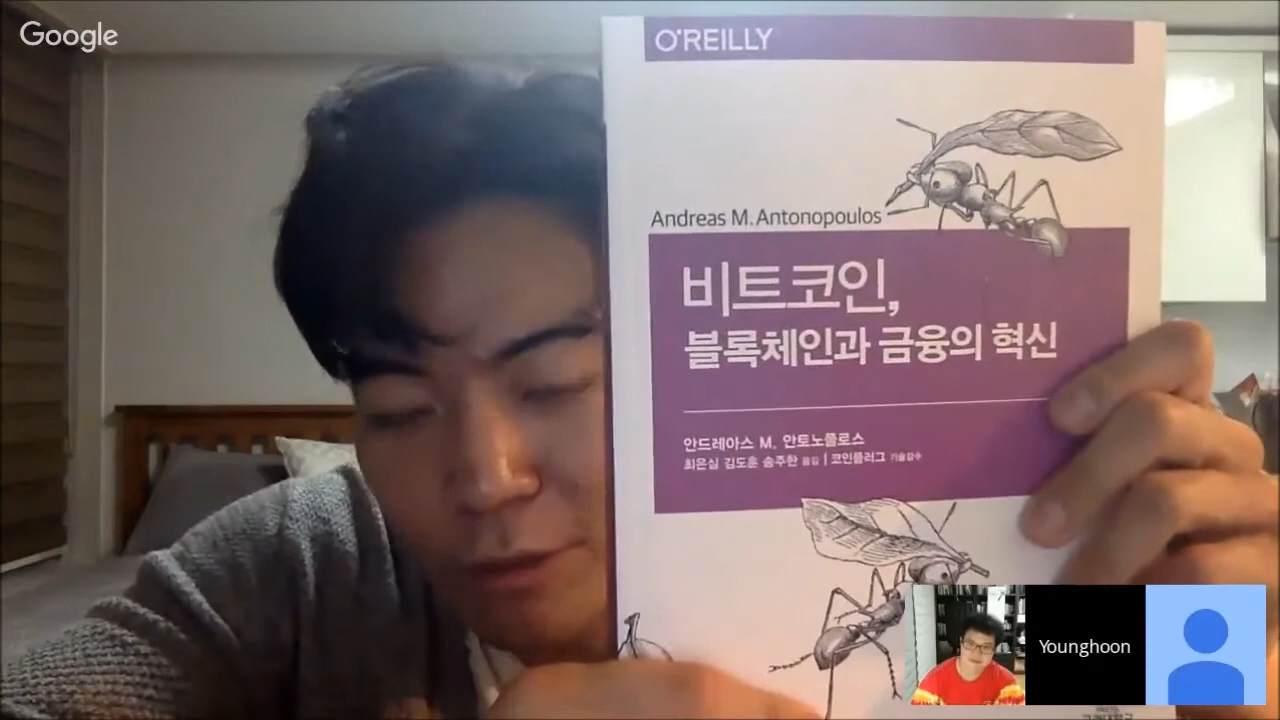 Google
O'REILLY
Andreas M. Antonopoulos
비트코인,
블록체인과 금융의 혁신
안드레아스 M. 안토노풀로스
최은실 김도훈 송주한 옮김 | 코인플러그 기술감수
Younghoon